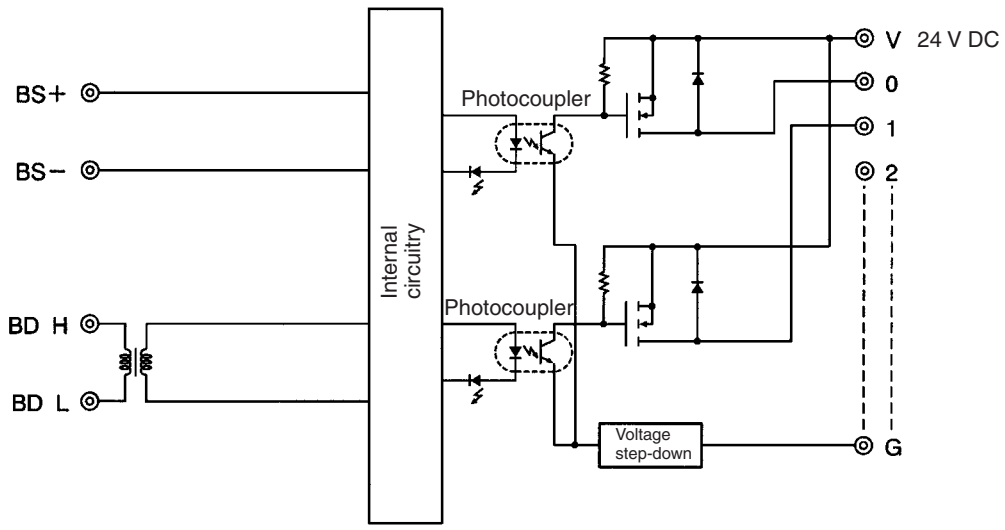 V 24 V DC
0
1
2
BS+
BS−
Photocoupler
Internal
circuitry
Photocoupler
BD H
BD L
Voltage
step-down
G